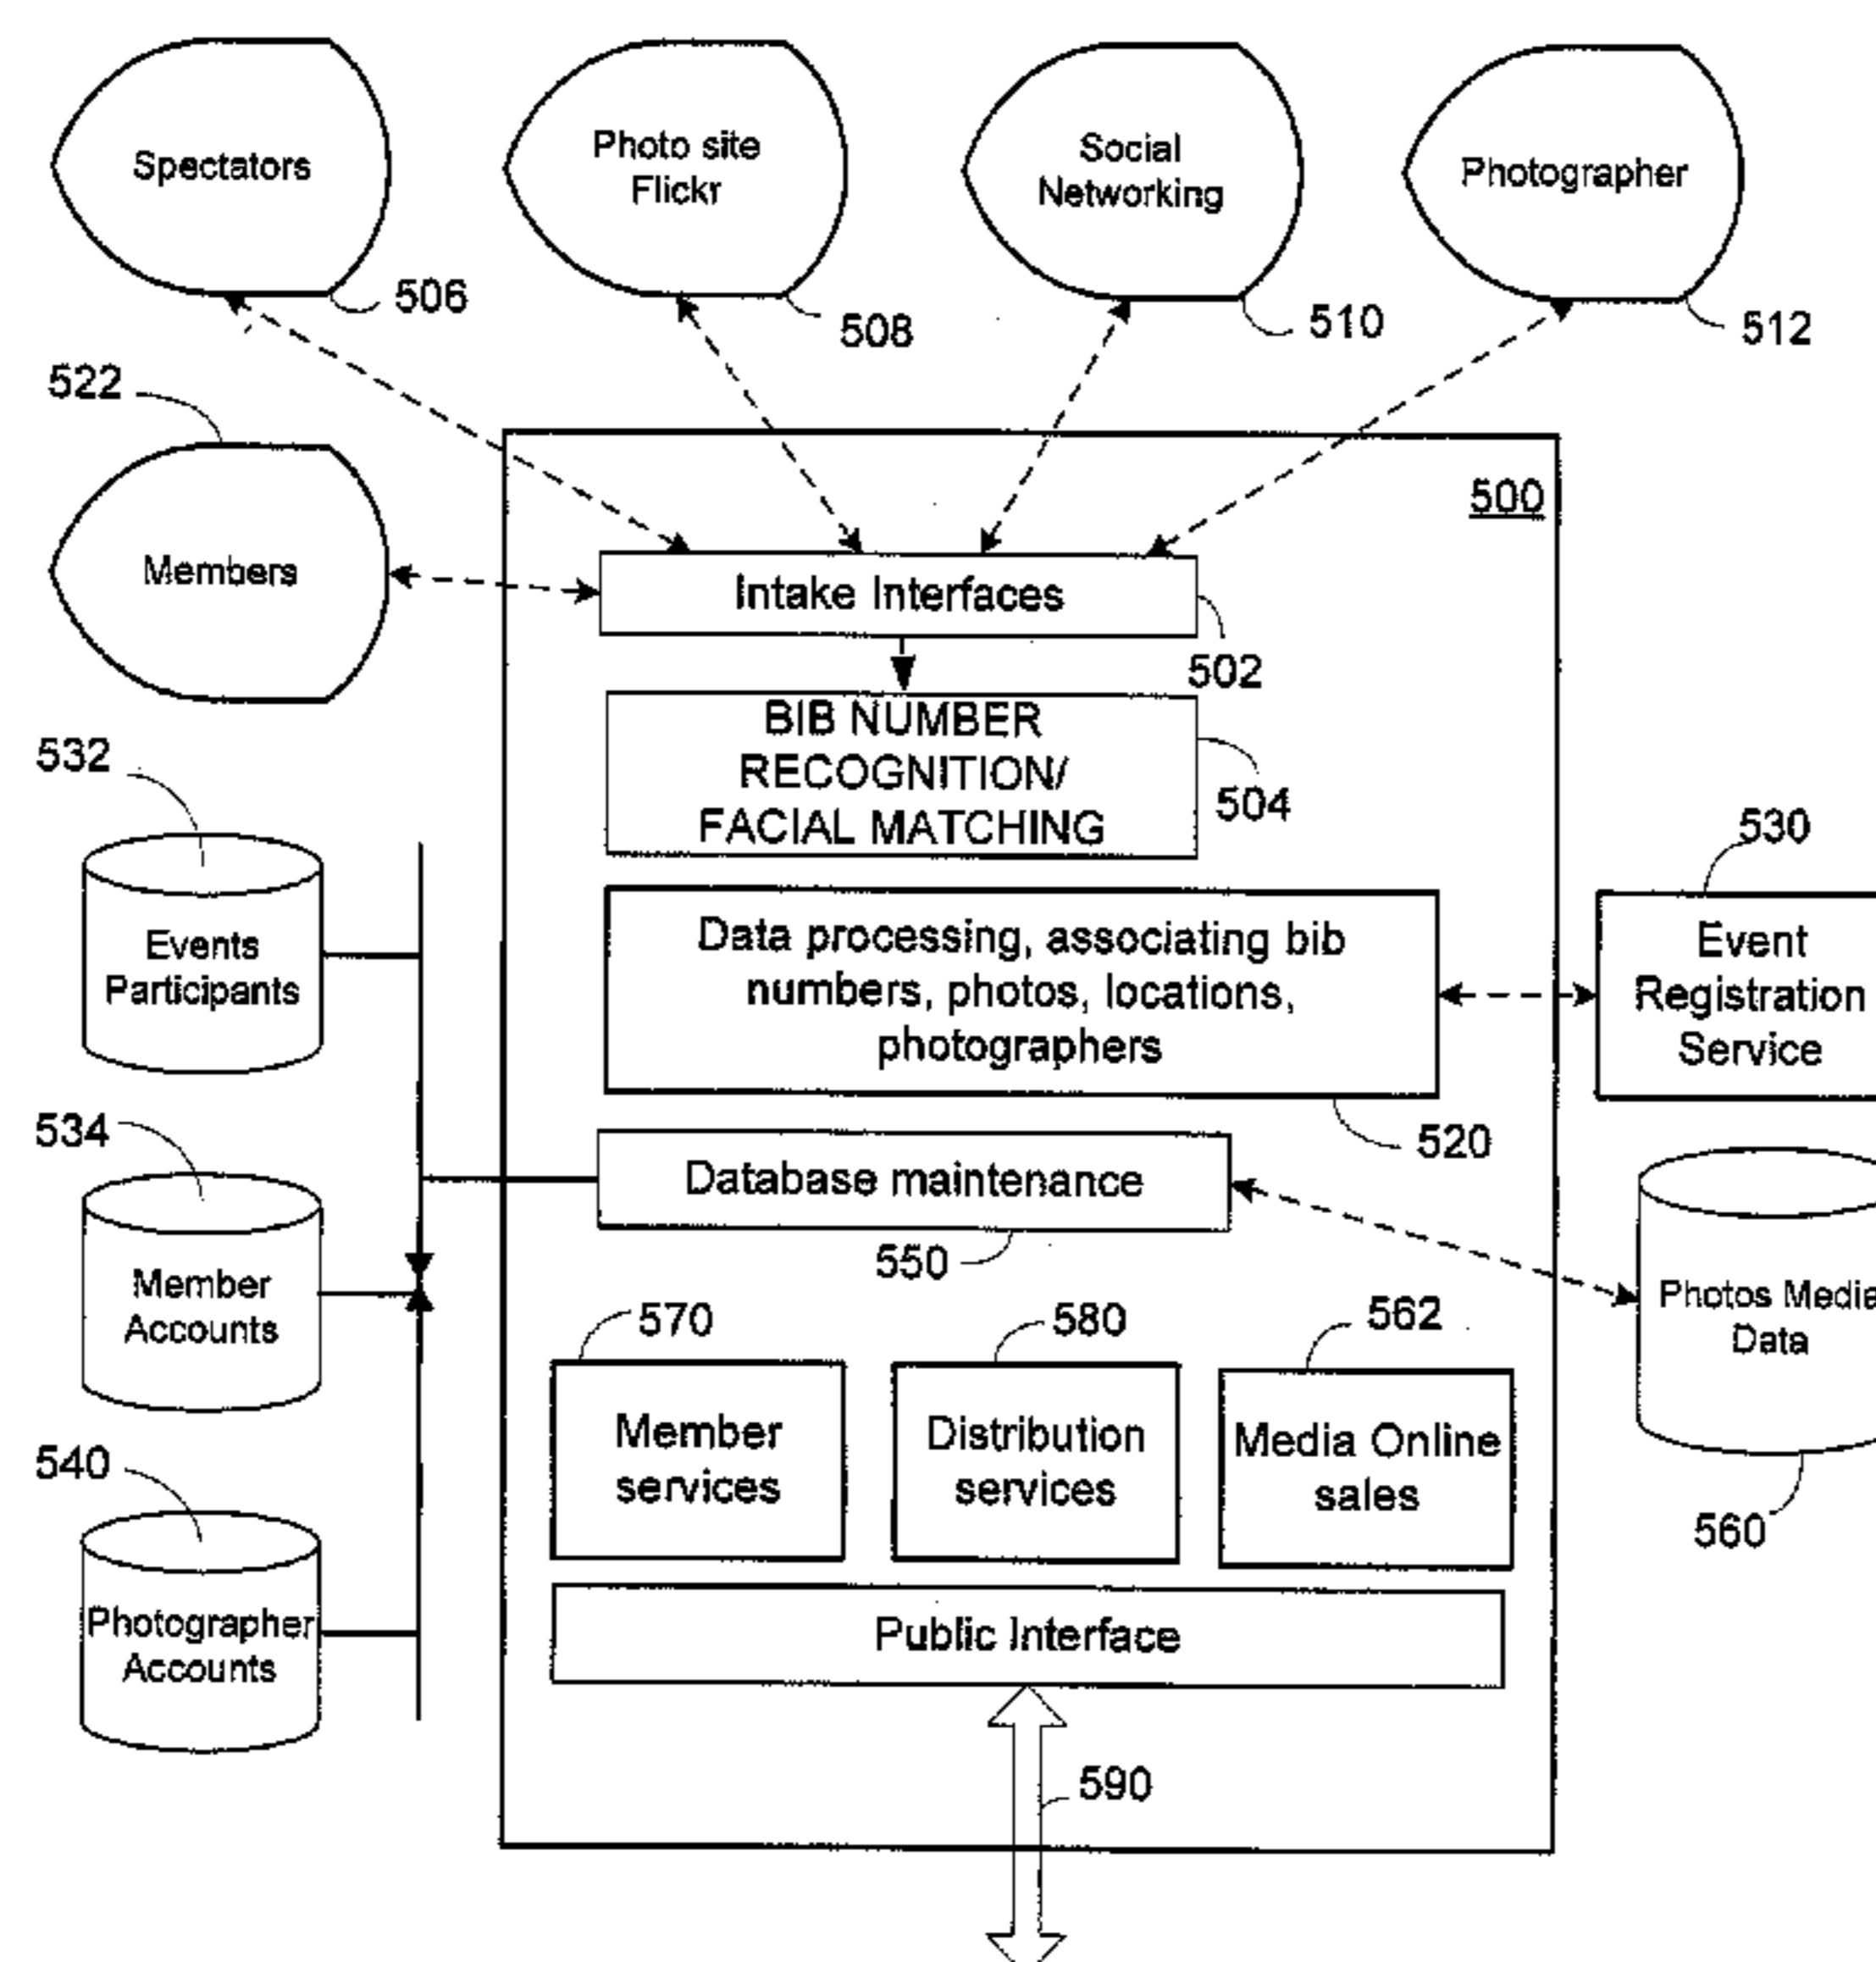 Spectators
Photo site
Flickr
Social
Networking
Photographer
506
508
510
512
522
500
Members
Intake Interfaces
502
BIB NUMBER
RECOGNITION/
FACIAL MATCHING
504
532
530
Events
Participants
Data processing, associating bib
numbers, photos, locations,
photographers
Event
Registration
Service
520
534
Database maintenance
550
Member
Accounts
Photos Media
Data
570
580
562
Member
services
Distribution
services
Media Online
sales
560
540
Photographer
Accounts
Public Interface
590